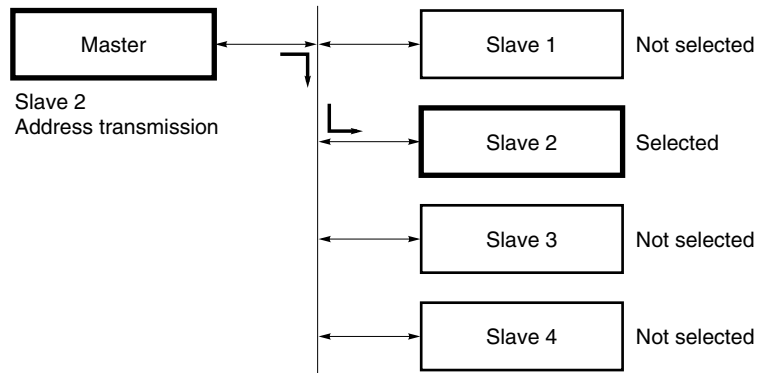 Master
Slave 2
Address transmission
Slave 1
Not selected
Slave 2
Selected
Slave 3
Not selected
Slave 4
Not selected